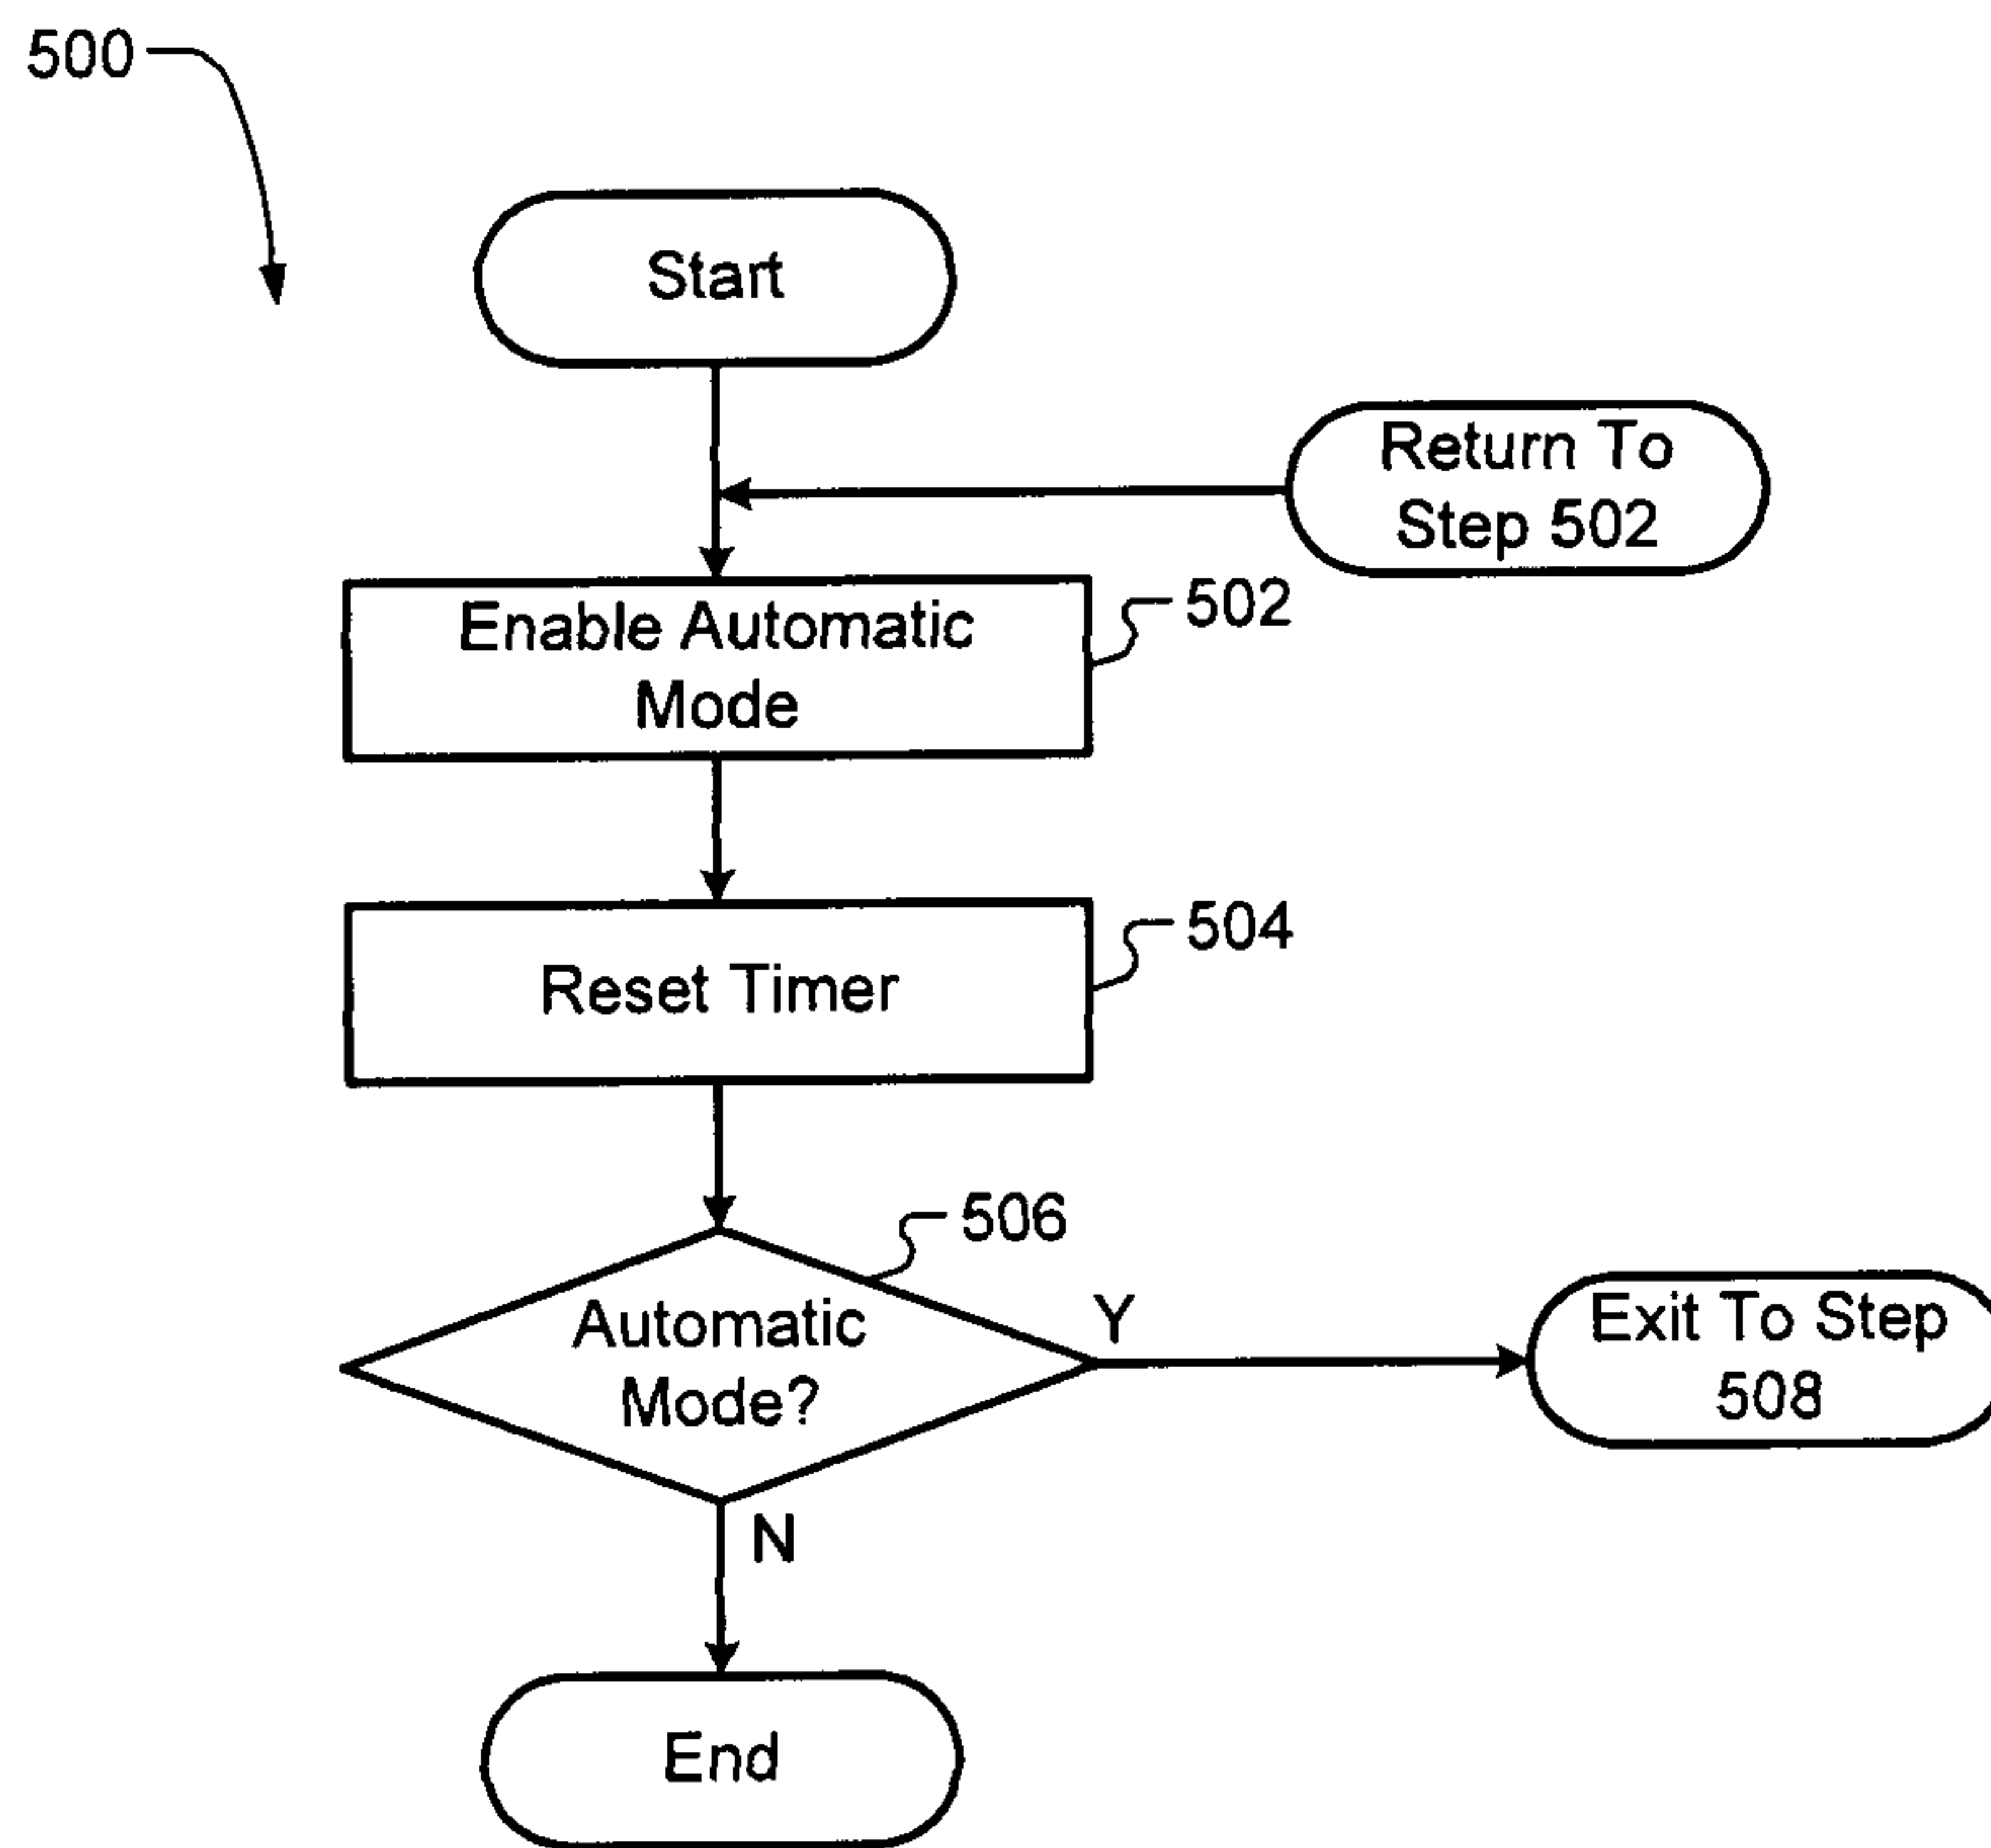 500
Start
Return To
Step 502
Enable Automatic
Mode
502
Reset Timer
504
506
Automatic
Mode?
Y
Exit To Step
508
N
End